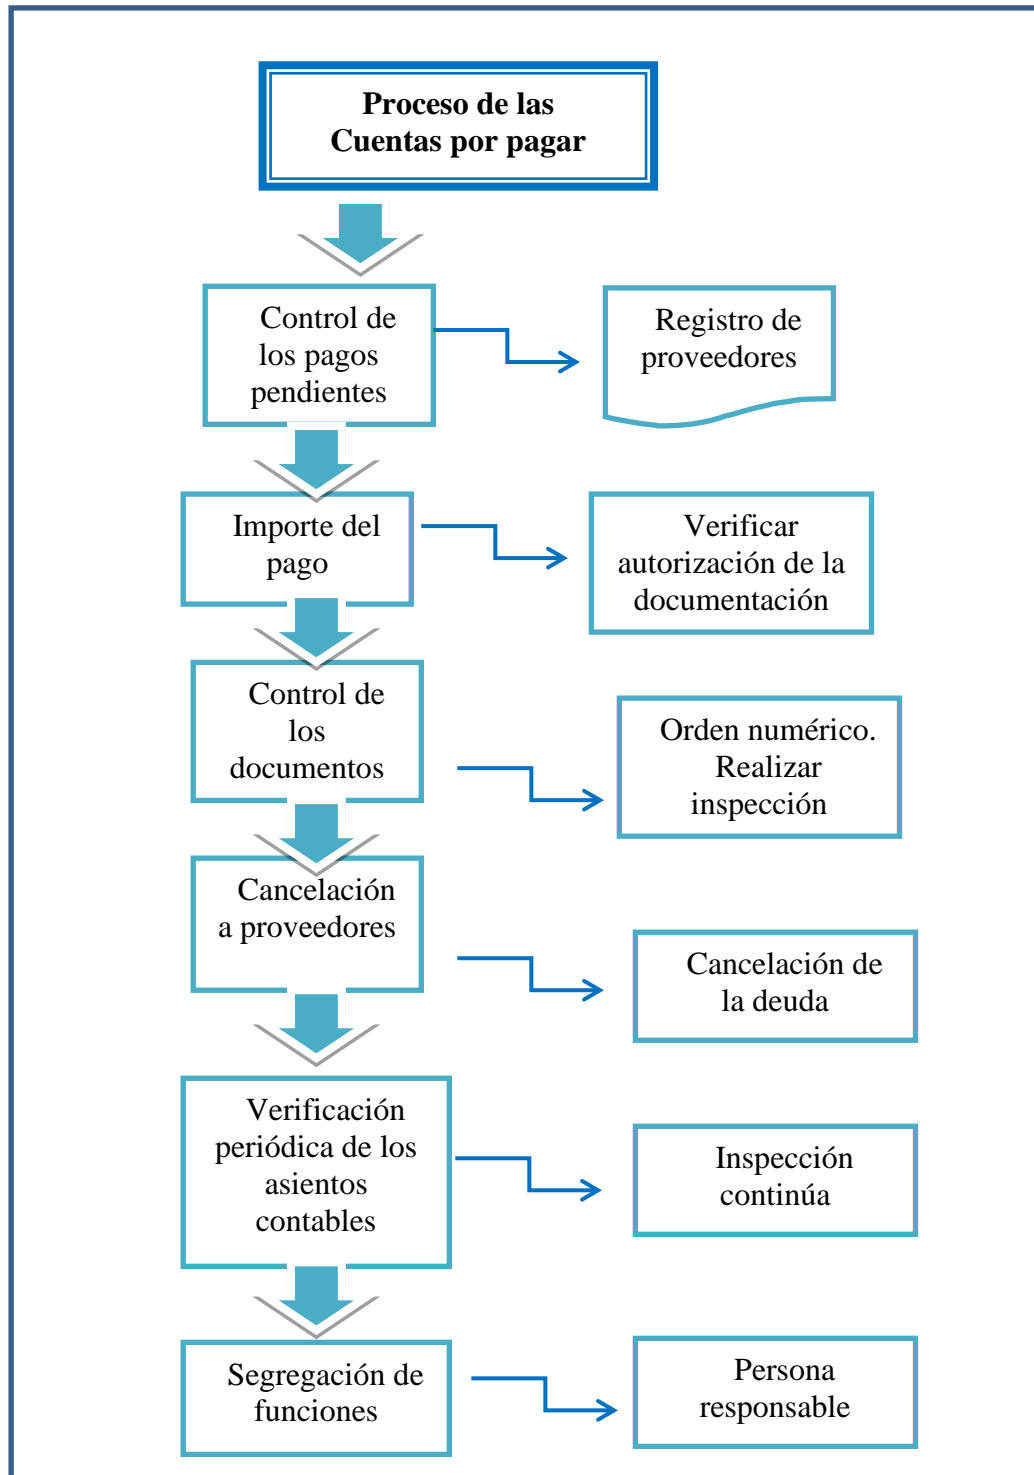 Proceso de las
Cuentas por pagar
Control de
los pagos
pendientes
Registro de
proveedores
Importe del
pago
Verificar
autorización de la
documentación
Control de
los
documentos
Orden numérico.
Realizar
inspección
Cancelación
a proveedores
Cancelación de
la deuda
Verificación
periódica de los
asientos
contables
Inspección
continúa
Segregación de
funciones
Persona
responsable